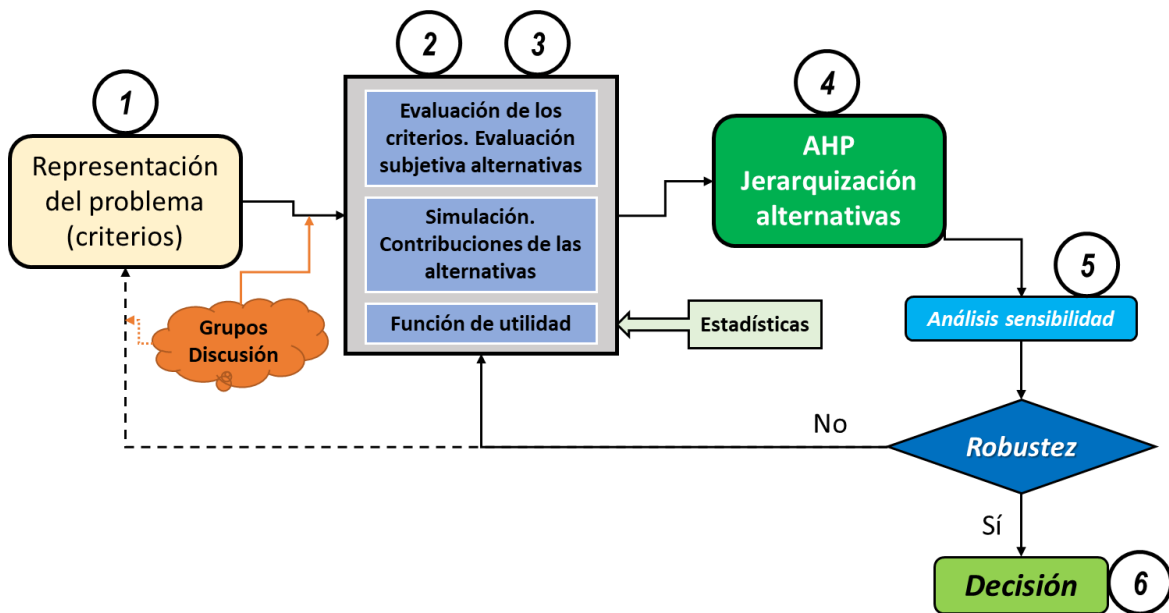 1
Representación
del problema
(criterios)
Grupos
Discusión
2
3
Evaluación de los
criterios. Evaluación
subjetiva alternativas
Simulación.
Contribuciones de las
alternativas
Función de utilidad
Estadísticas
4
AHP
Jerarquización
alternativas
5
Análisis sensibilidad
Robustez
No
Sí
Decisión
6